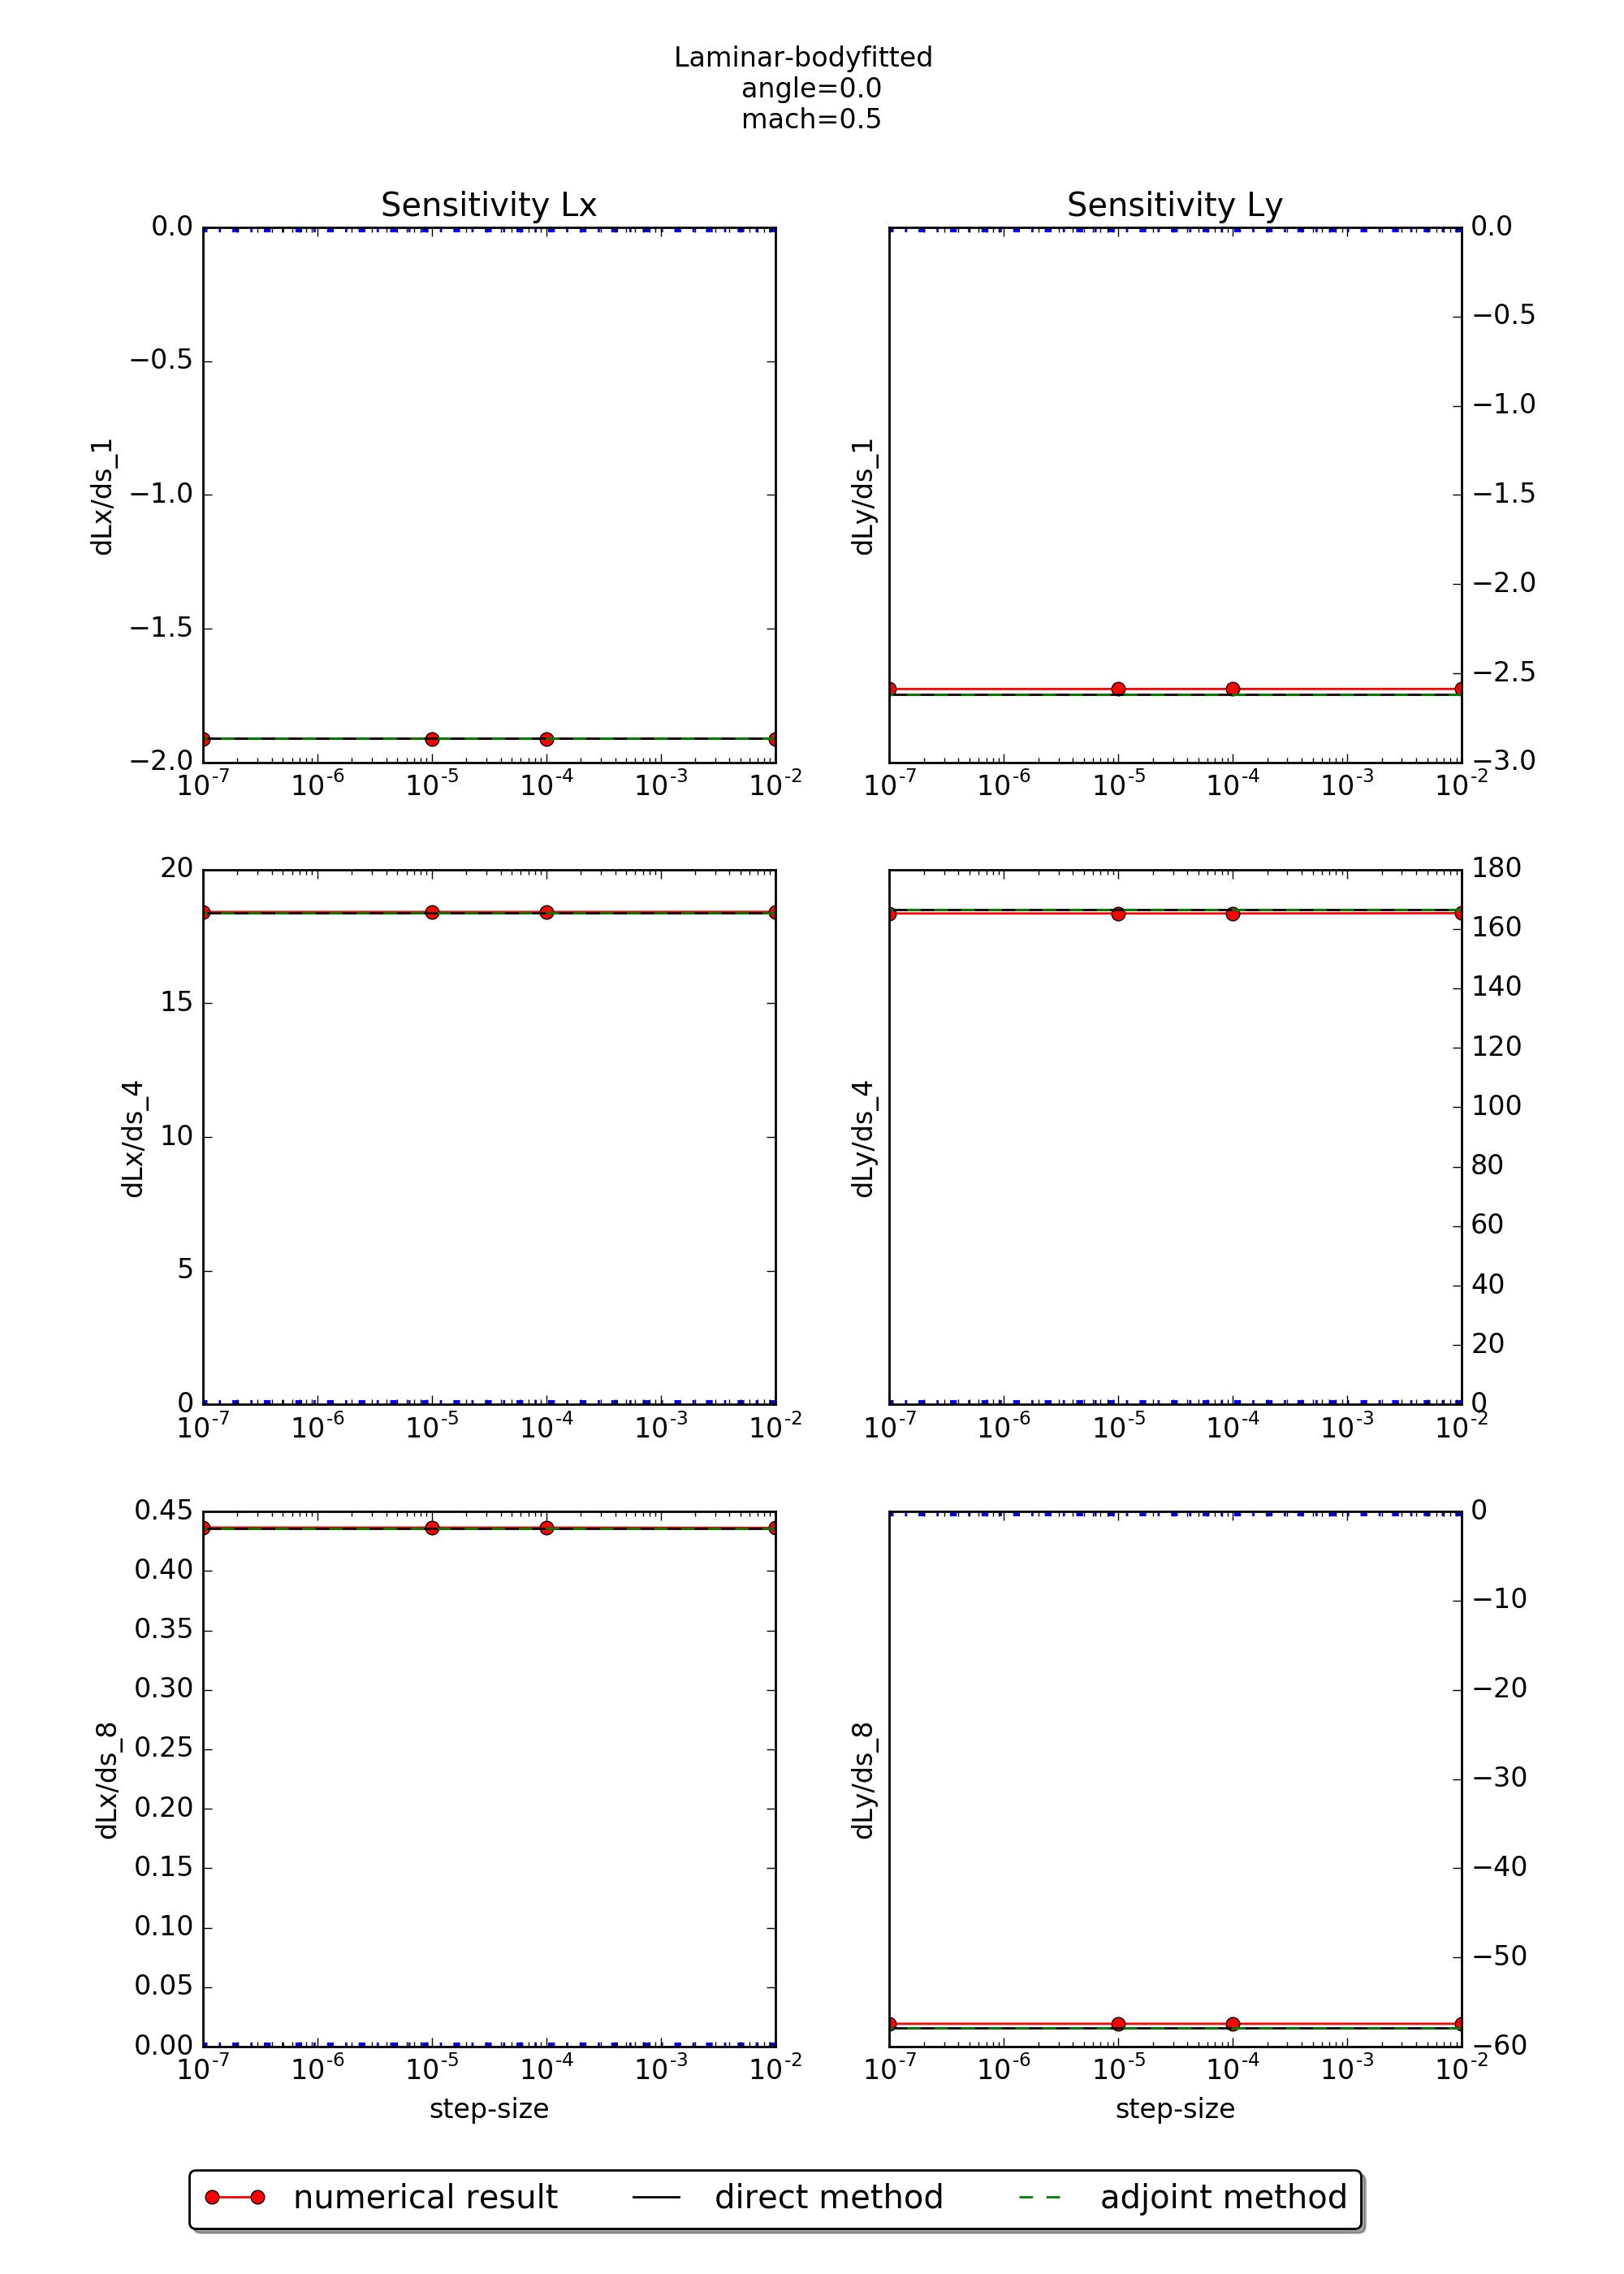 Laminar-bodyfitted
angle=0.0
mach=0.5
Sensitivity Lx
0.0
−0.5
−1.0
−1.5
−2.0
dLx/ds_1
10^-7 10^-6 10^-5 10^-4 10^-3 10^-2
Sensitivity Ly
0.0
−0.5
−1.0
−1.5
−2.0
−2.5
−3.0
dLy/ds_1
10^-7 10^-6 10^-5 10^-4 10^-3 10^-2
20
15
10
5
0
dLx/ds_4
10^-7 10^-6 10^-5 10^-4 10^-3 10^-2
180
160
140
120
100
80
60
40
20
0
dLy/ds_4
10^-7 10^-6 10^-5 10^-4 10^-3 10^-2
0.45
0.40
0.35
0.30
0.25
0.20
0.15
0.10
0.05
0.00
dLx/ds_8
10^-7 10^-6 10^-5 10^-4 10^-3 10^-2
step-size
0
−10
−20
−30
−40
−50
−60
dLy/ds_8
10^-7 10^-6 10^-5 10^-4 10^-3 10^-2
step-size
numerical result direct method adjoint method